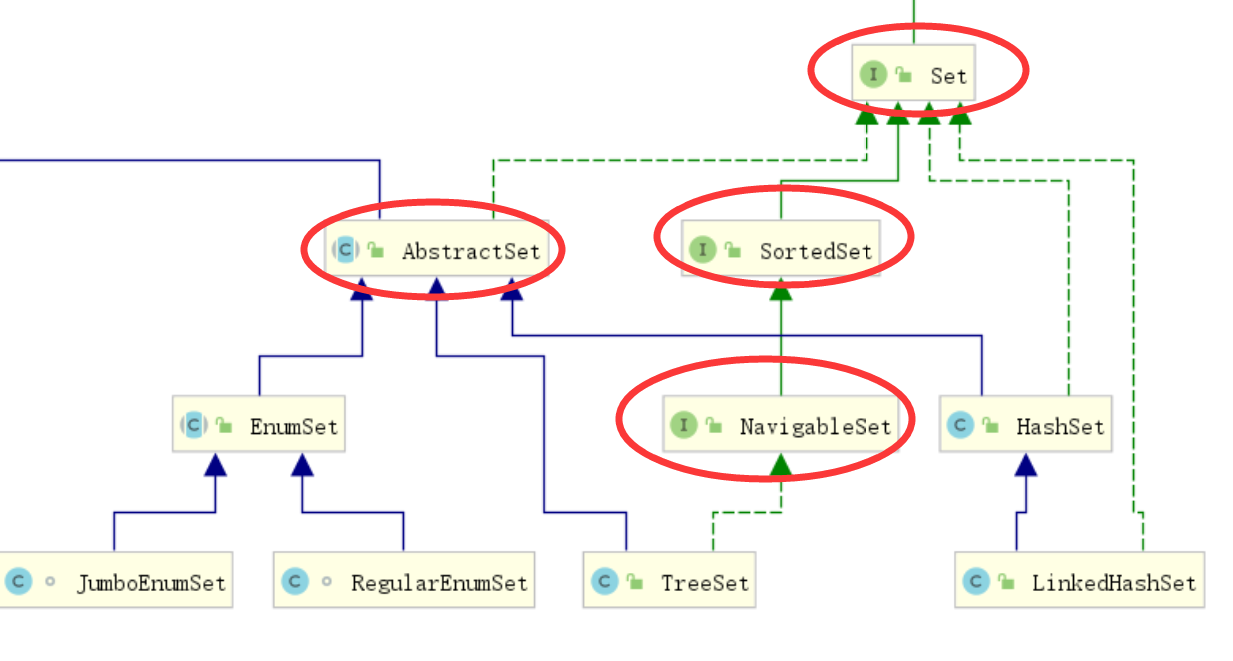 I Set
C AbstractSet
I SortedSet
C EnumSet
I NavigableSet
C HashSet
C JumboEnumSet
C RegularEnumSet
C TreeSet
C LinkedHashSet